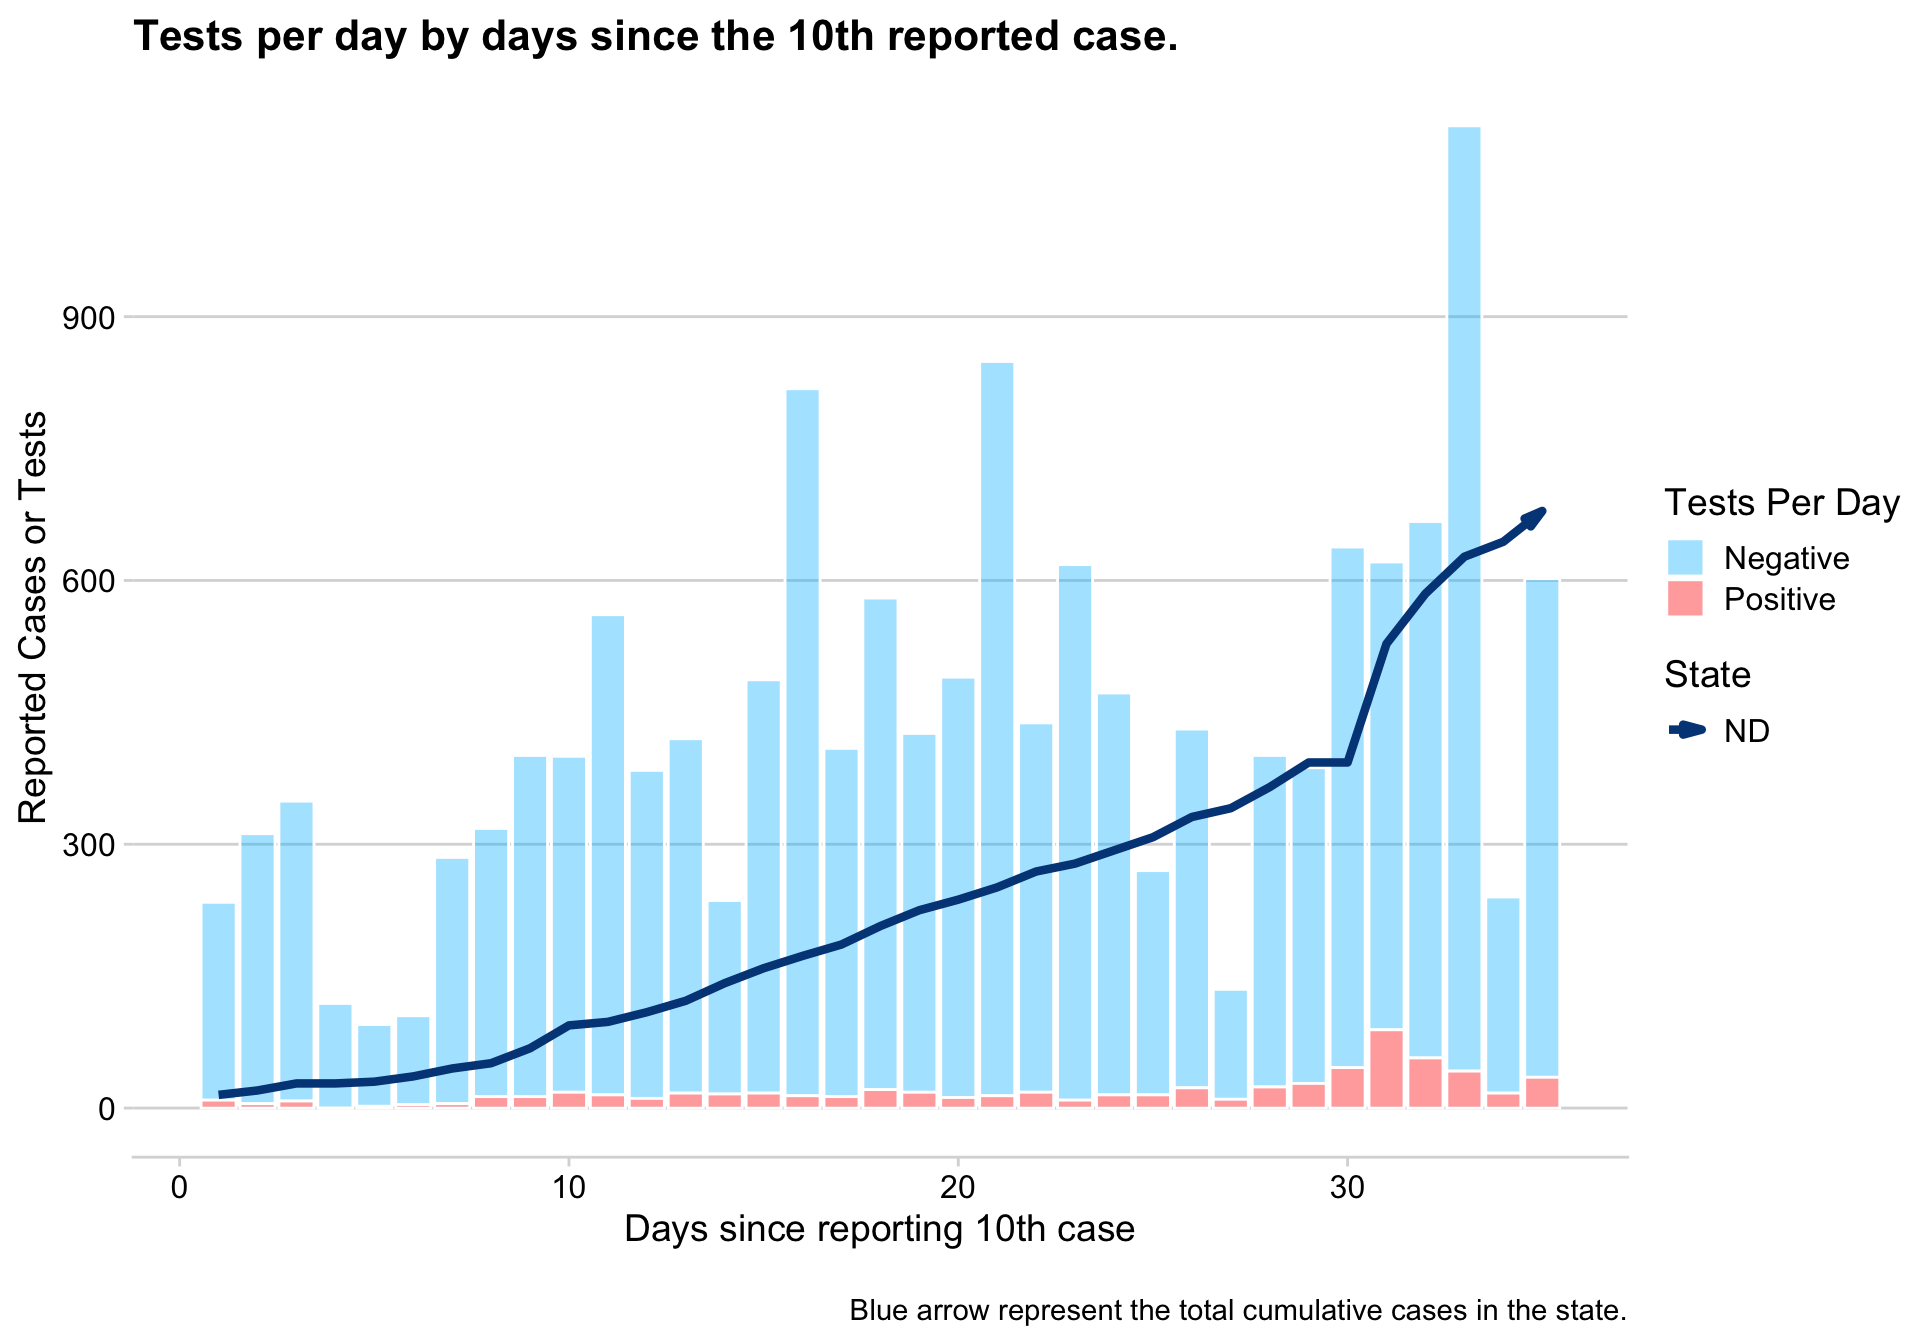 Tests per day by days since the 10th reported case.
Reported Cases or Tests
900
600
300
0
0 10 20 30
Days since reporting 10th case
Tests Per Day
Negative
Positive
State
ND
Blue arrow represent the total cumulative cases in the state.